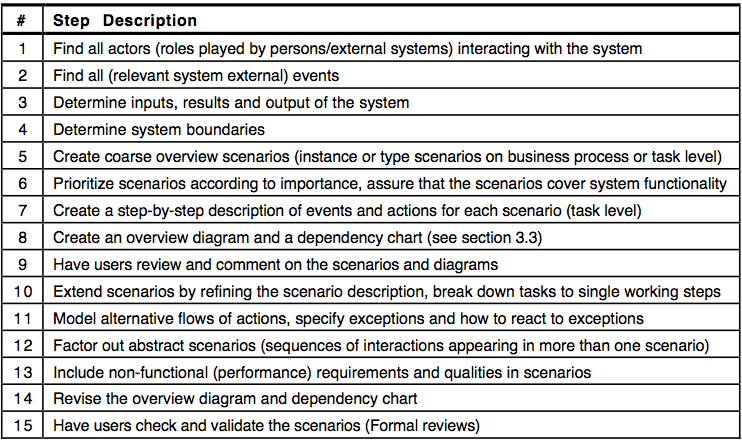 # Step Description
1 Find all actors (roles played by persons/external systems) interacting with the system
2 Find all (relevant system external) events
3 Determine inputs, results and output of the system
4 Determine system boundaries
5 Create coarse overview scenarios (instance or type scenarios on business process or task level)
6 Prioritize scenarios according to importance, assure that the scenarios cover system functionality
7 Create a step-by-step description of events and actions for each scenario (task level)
8 Create an overview diagram and a dependency chart (see section 3.3)
9 Have users review and comment on the scenarios and diagrams
10 Extend scenarios by refining the scenario description, break down tasks to single working steps
11 Model alternative flows of actions, specify exceptions and how to react to exceptions
12 Factor out abstract scenarios (sequences of interactions appearing in more than one scenario)
13 Include non-functional (performance) requirements and qualities in scenarios
14 Revise the overview diagram and dependency chart
15 Have users check and validate the scenarios (Formal reviews)